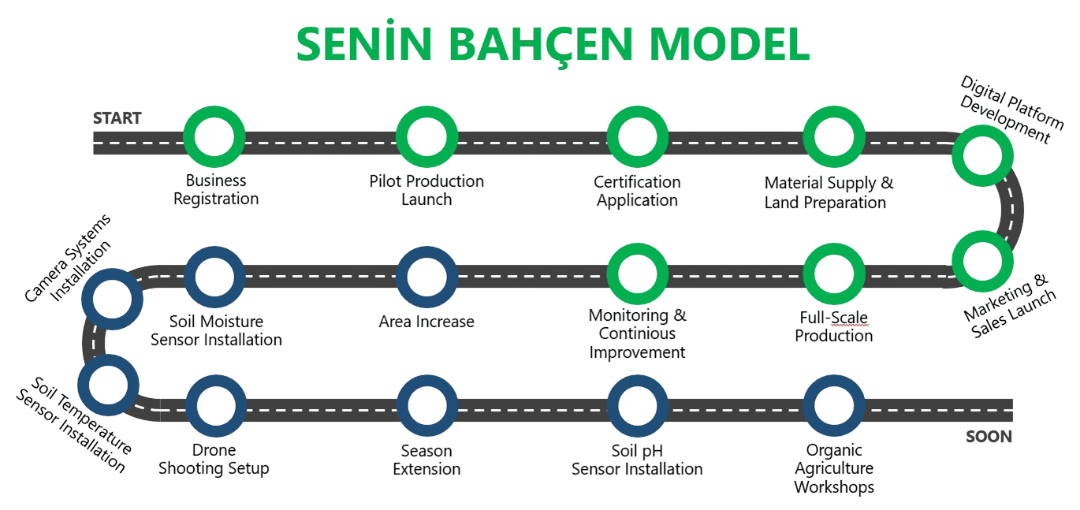 SENİN BAHÇEN MODEL
START
Business
Registration
Pilot Production
Launch
Certification
Application
Material Supply &
Land Preparation
Digital Platform
Development
Marketing &
Sales Launch
Full-Scale
Production
Monitoring &
Continious
Improvement
Area Increase
Soil Moisture
Sensor Installation
Camera Systems
Installation
Soil Temperature
Sensor Installation
Drone
Shooting Setup
Season
Extension
Soil pH
Sensor Installation
Organic
Agriculture
Workshops
SOON